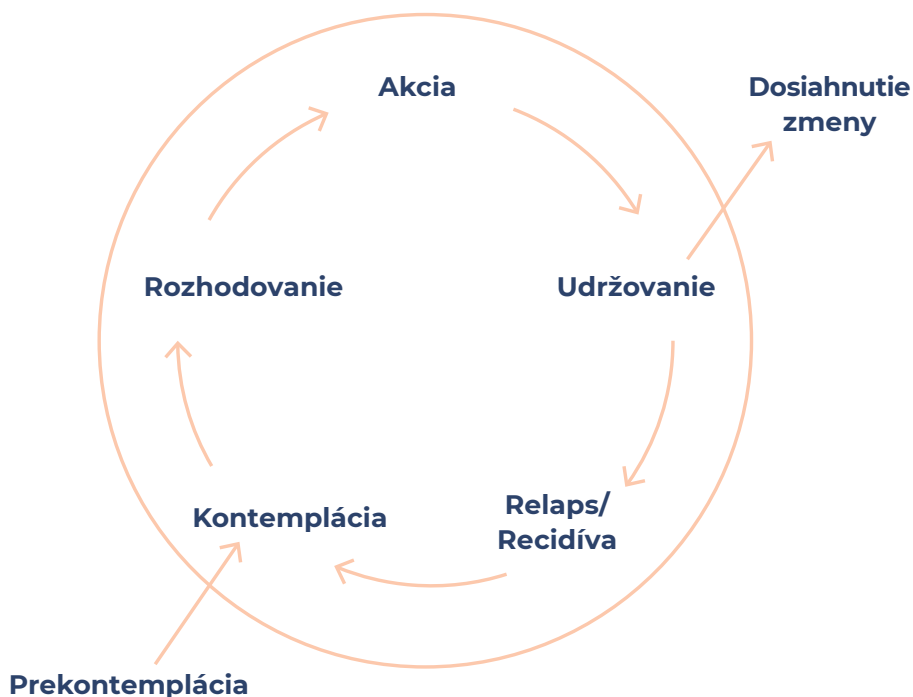 Akcia
Dosiahnutie
zmeny
Rozhodovanie
Udržovanie
Kontemplácia
Relaps/
Recidíva
Prekontemplácia